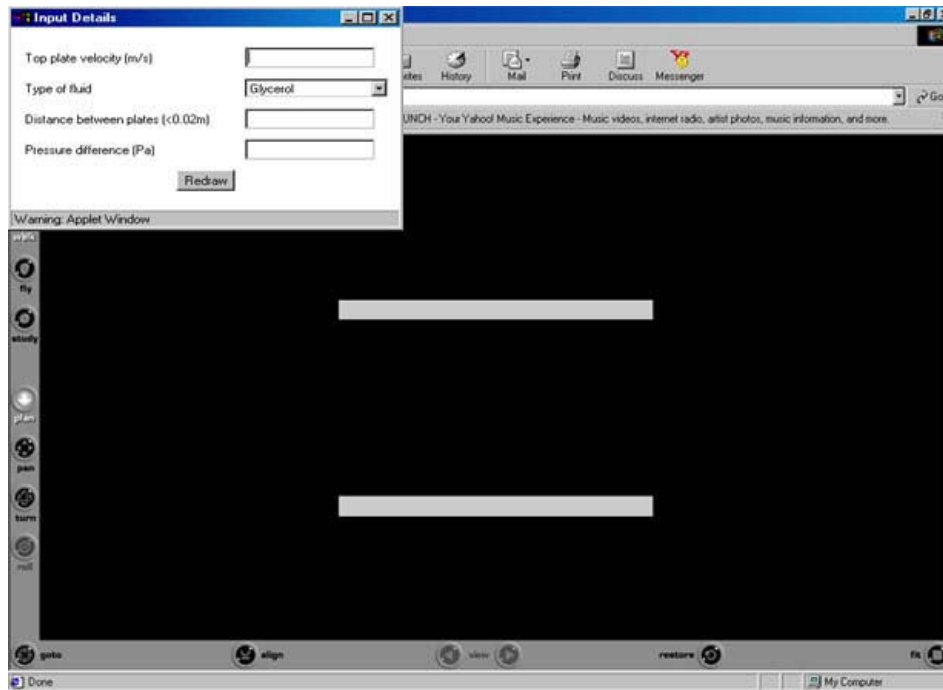 Input Details
Top plate velocity (m/s)
Type of fluid
Glycerol
Distance between plates (<0.02m)
Pressure difference (Pa)
Redraw
Warning: Applet Window
History
Mail
Print
Discuss
Messenger
Go
UNCH - Your Yahoo! Music Experience - Music videos, internet radio, artist photos, music information, and more.
fly
study
plan
pan
turn
roll
goto
align
view
restore
fit
Done
My Computer